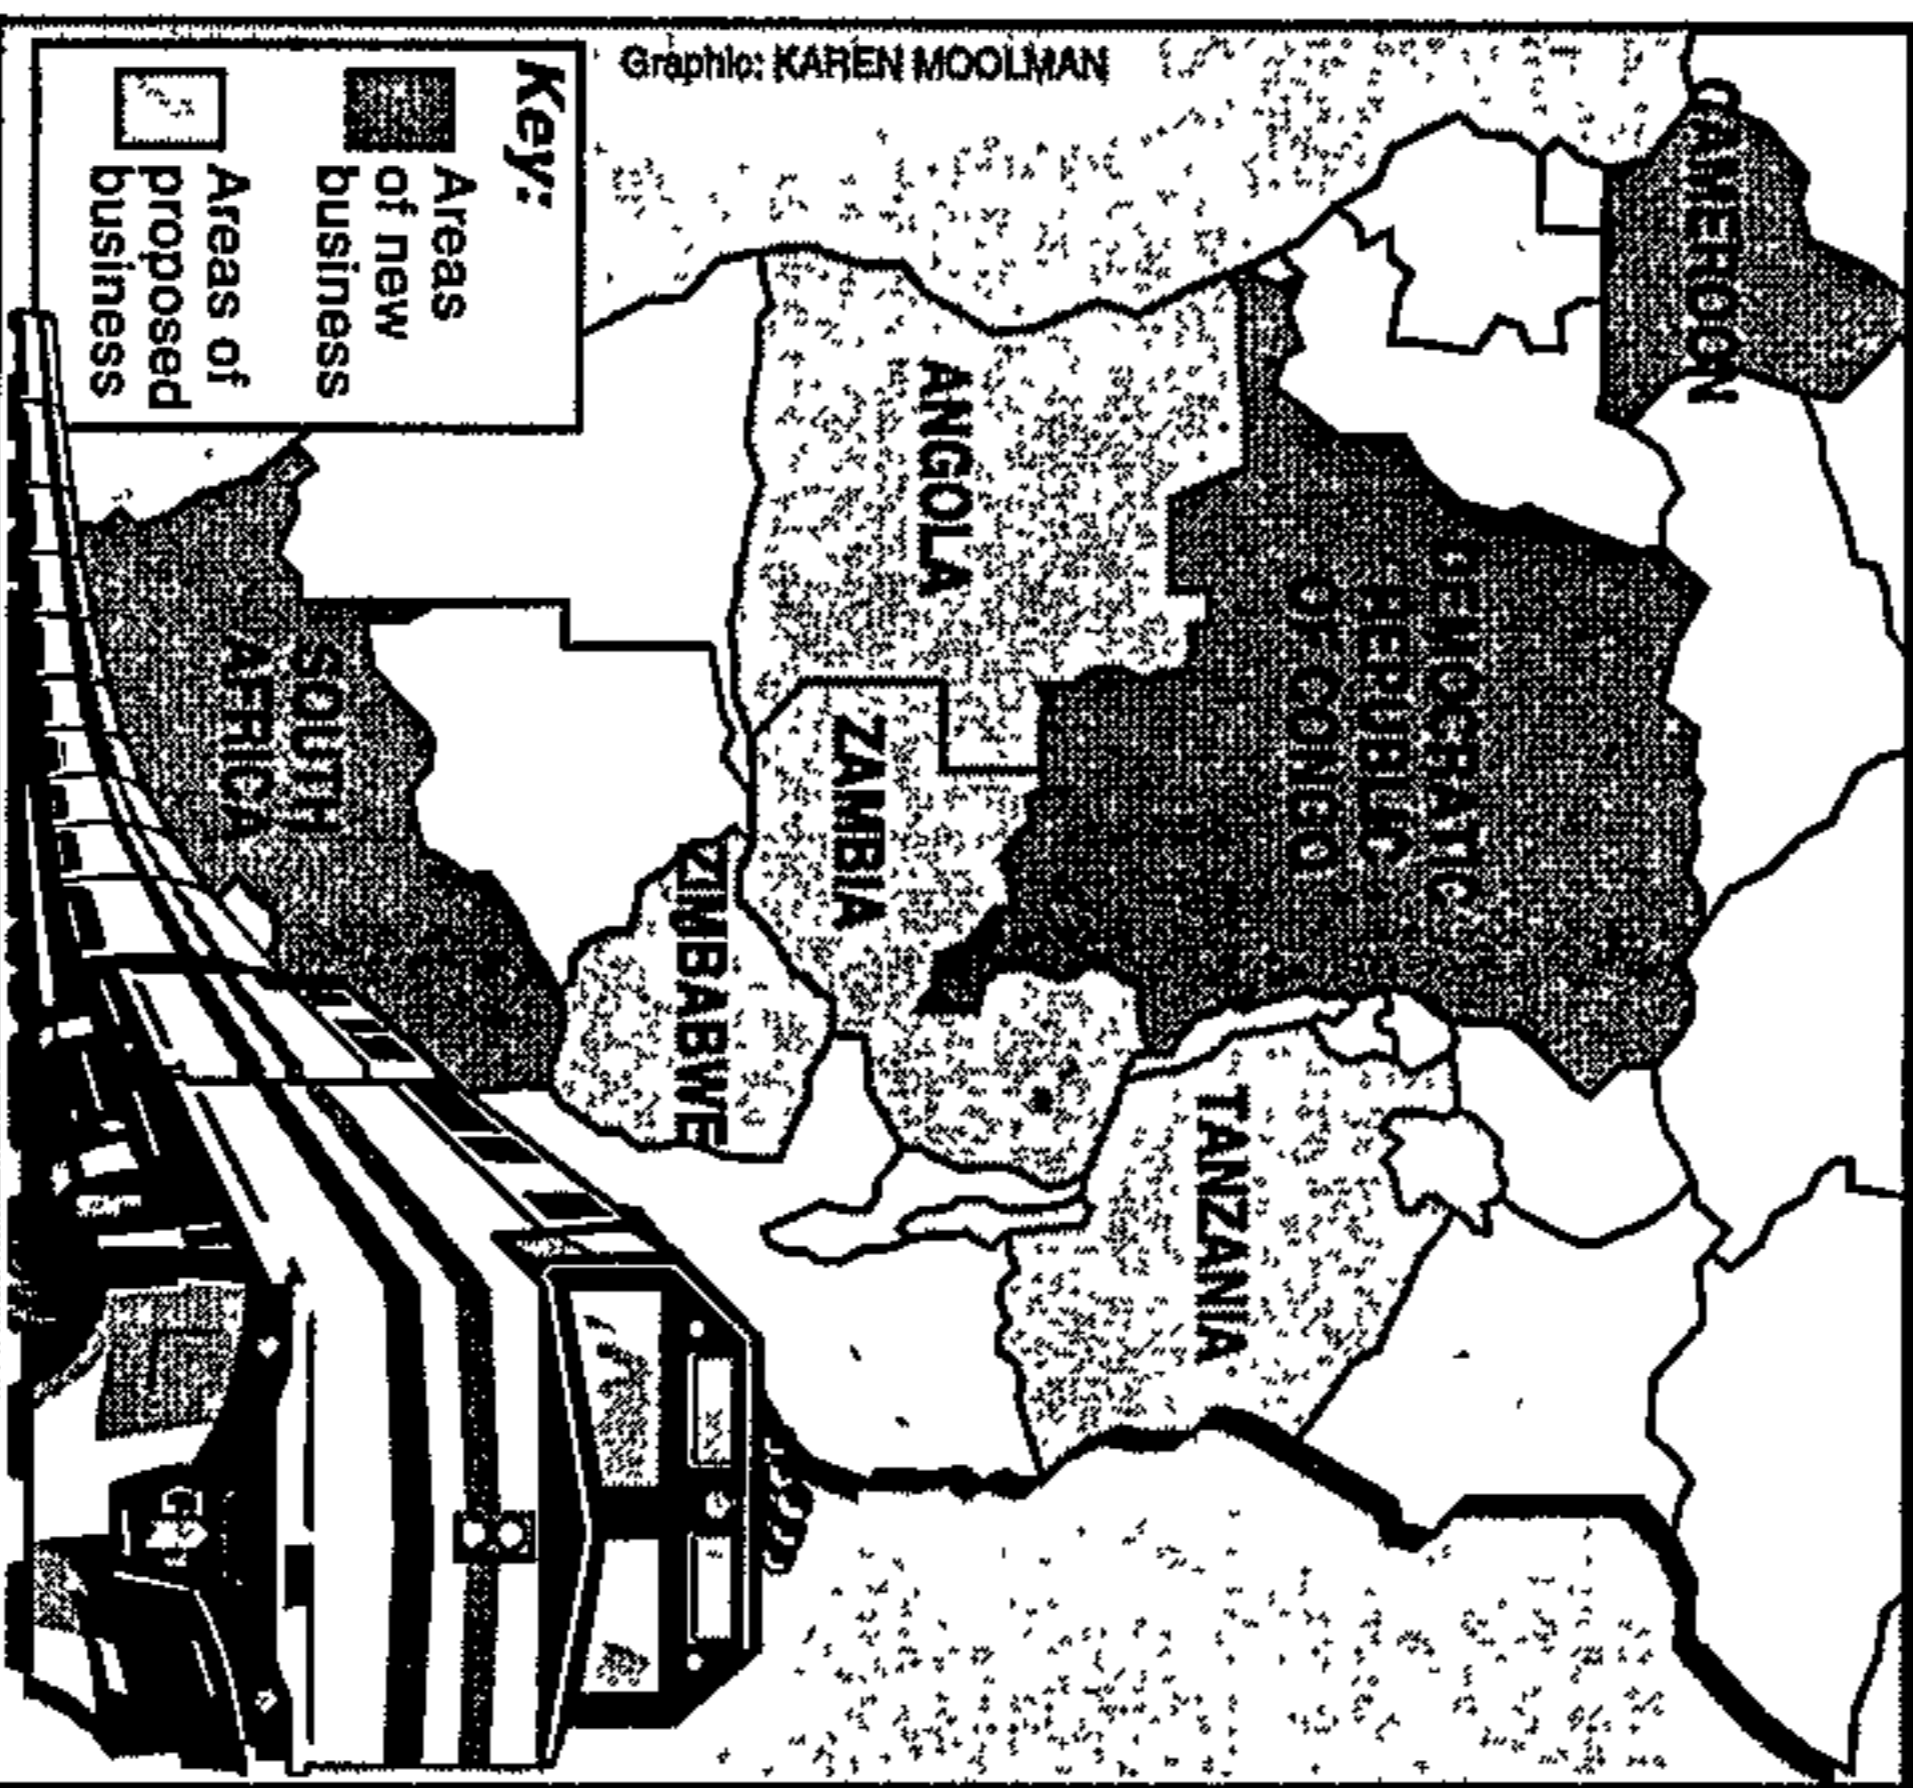 CAMEROON
DEMOCRATIC
REPUBLIC
OF CONGO
TANZANIA
ANGOLA
ZAMBIA
ZIMBABWE
SOUTH
AFRICA
Key:
Areas
of new
business
Areas of
proposed
business
Graphic: KAREN MOOLMAN